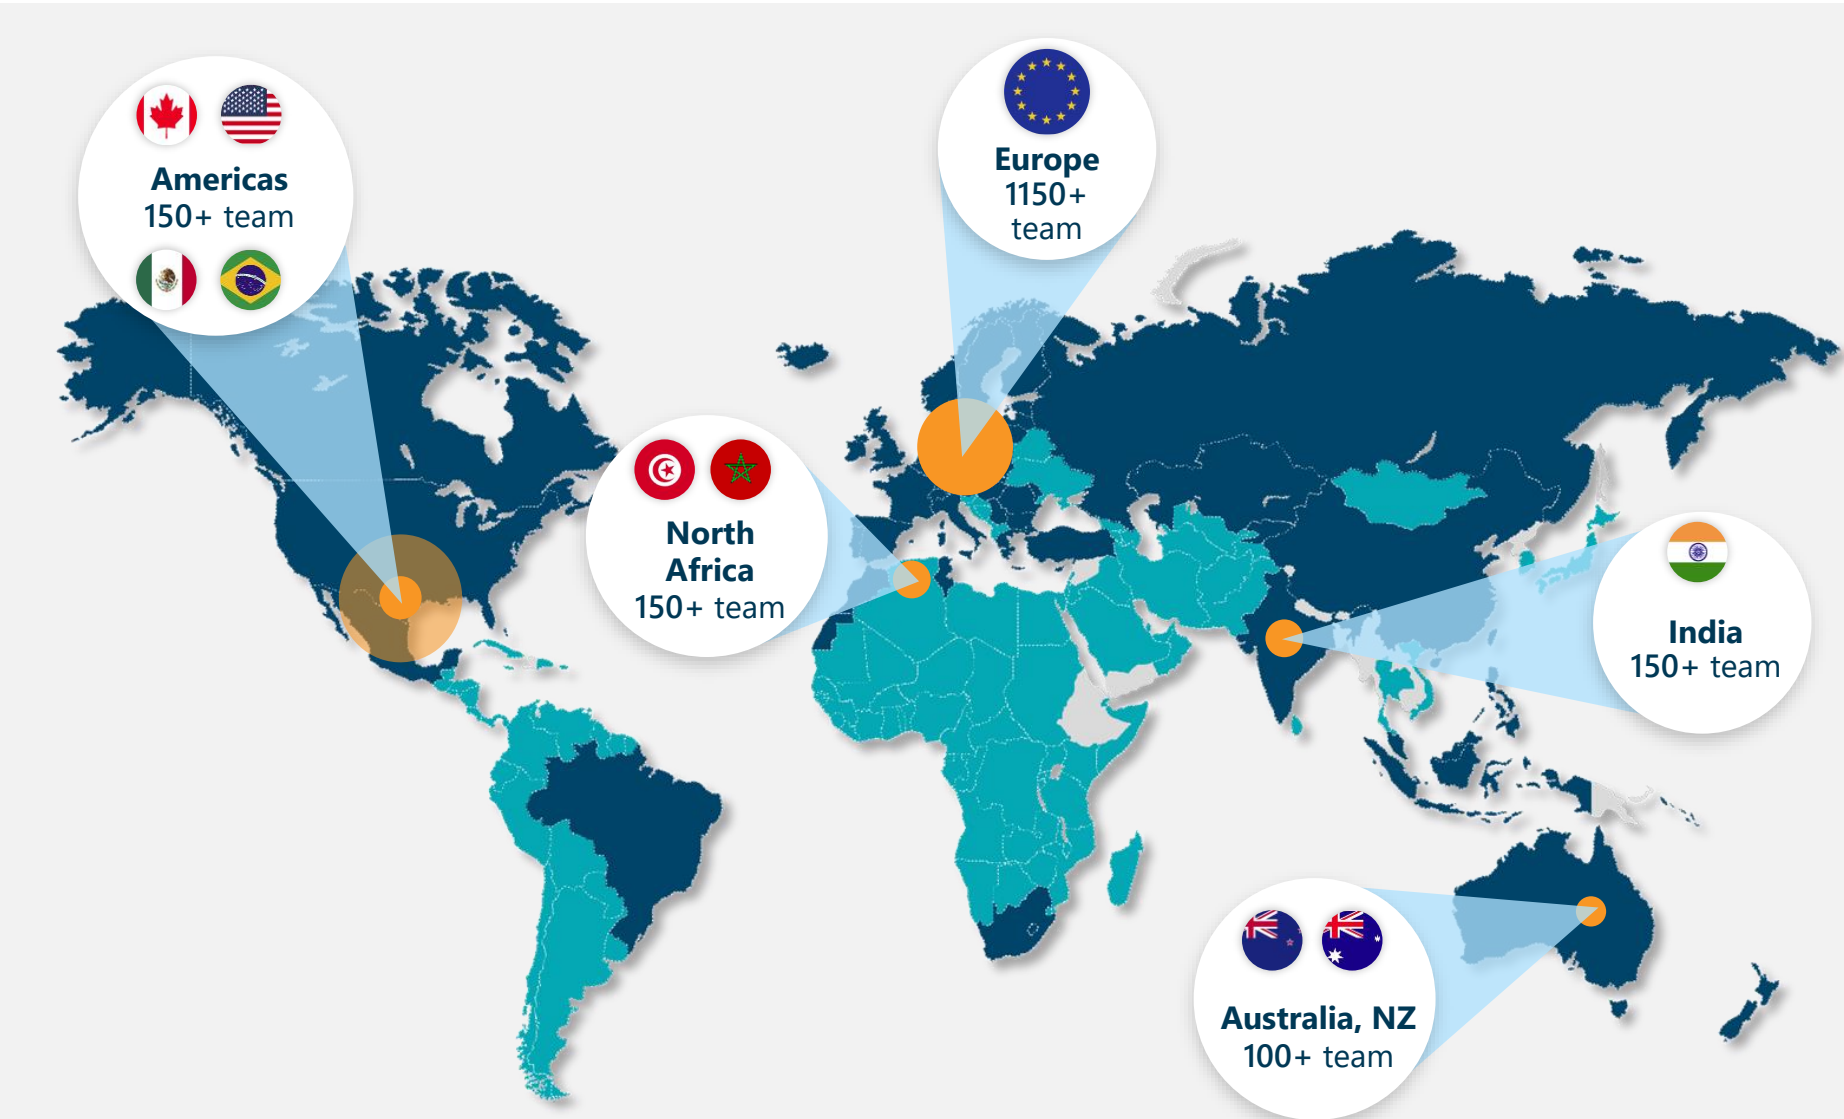 Americas
150+ team
Europe
1150+
team
North
Africa
150+ team
India
150+ team
Australia, NZ
100+ team